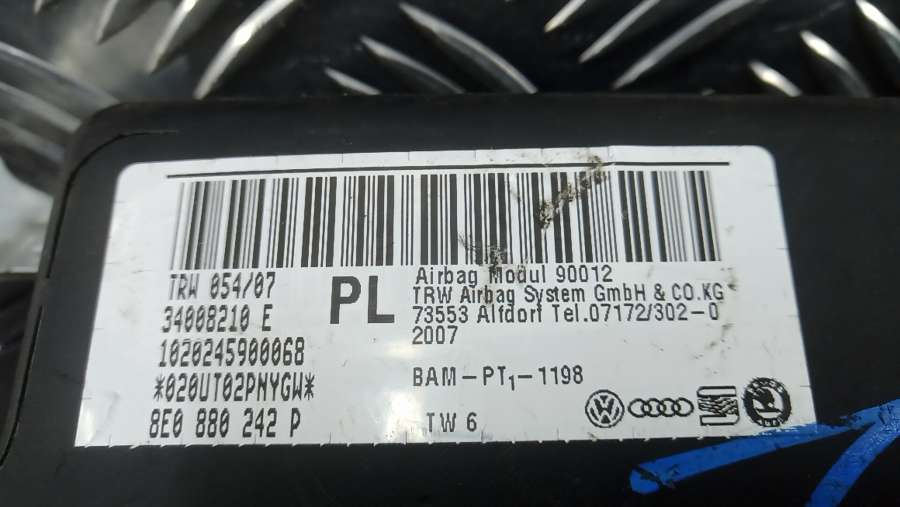 TRW 054/07
34008210 E
1020245900068
*020UT02PNYGW*
8E0 880 242 P
PL
Airbag Modul 90012
TRW Airbag System GmbH & CO.KG
73553 Alfdorf Tel.07172/302-0
2007
BAM-PT1-1198
TW 6